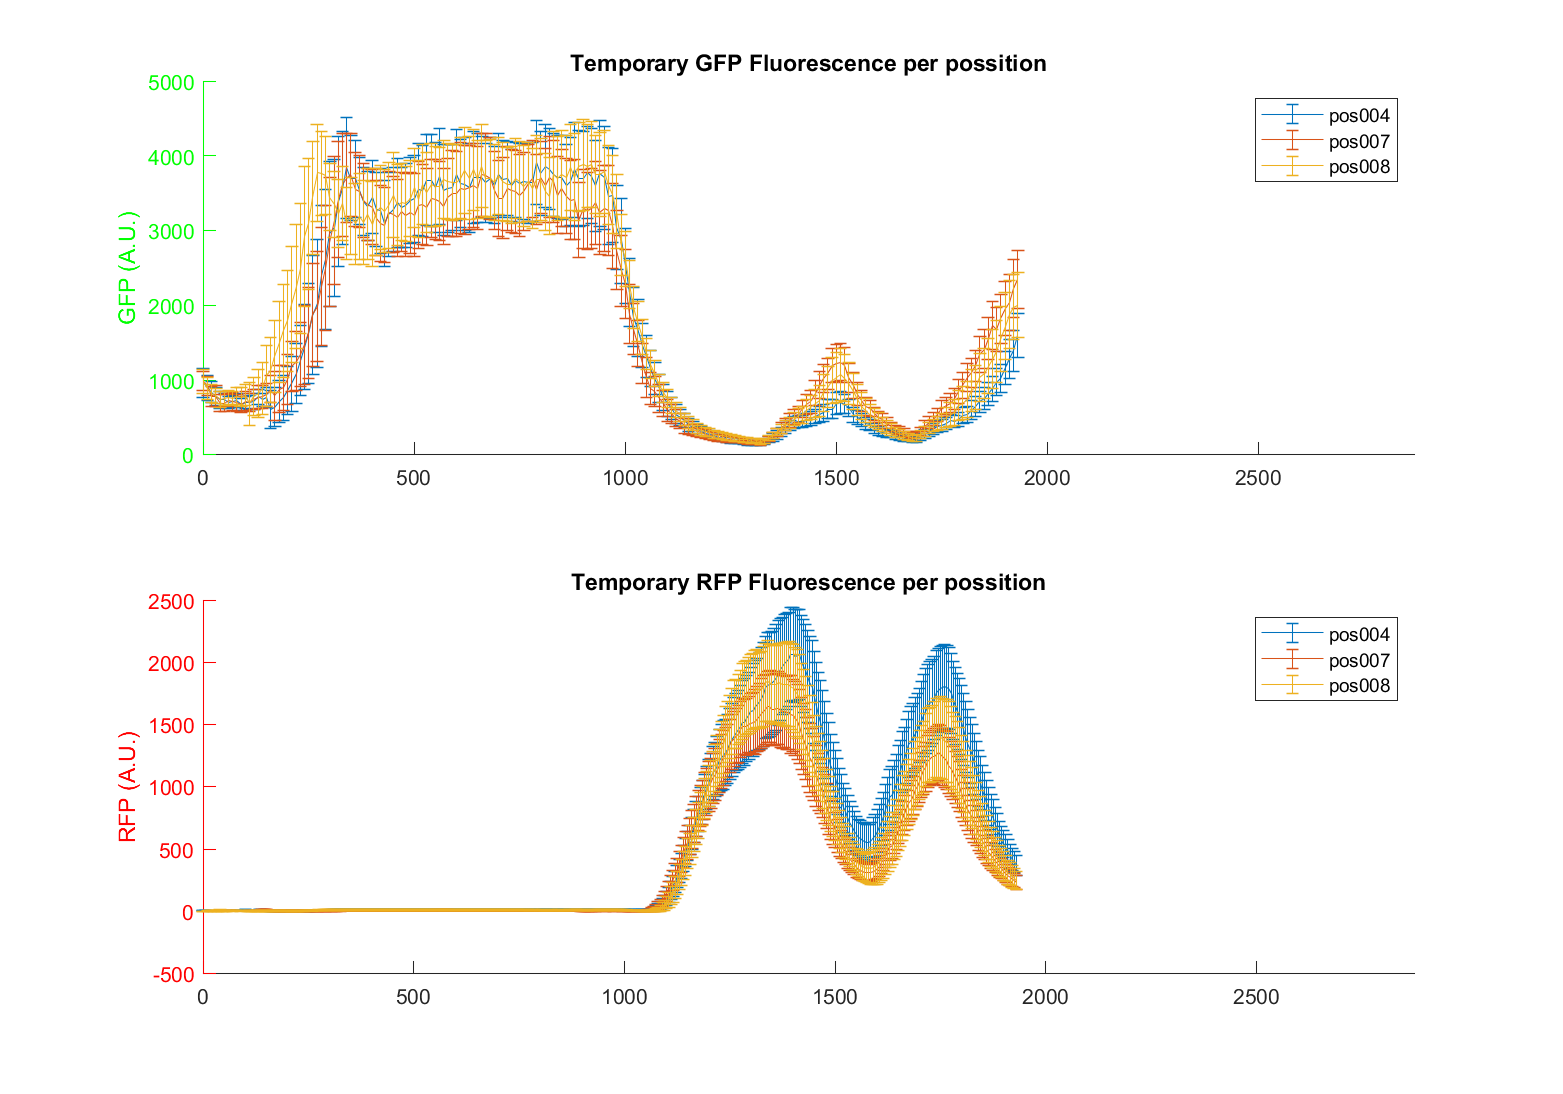 Temporary GFP Fluorescence per possition
5000
4000
3000
2000
1000
0
GFP (A.U.)
0 500 1000 1500 2000 2500
pos004
pos007
pos008
Temporary RFP Fluorescence per possition
2500
2000
1500
1000
500
0
-500
RFP (A.U.)
0 500 1000 1500 2000 2500
pos004
pos007
pos008